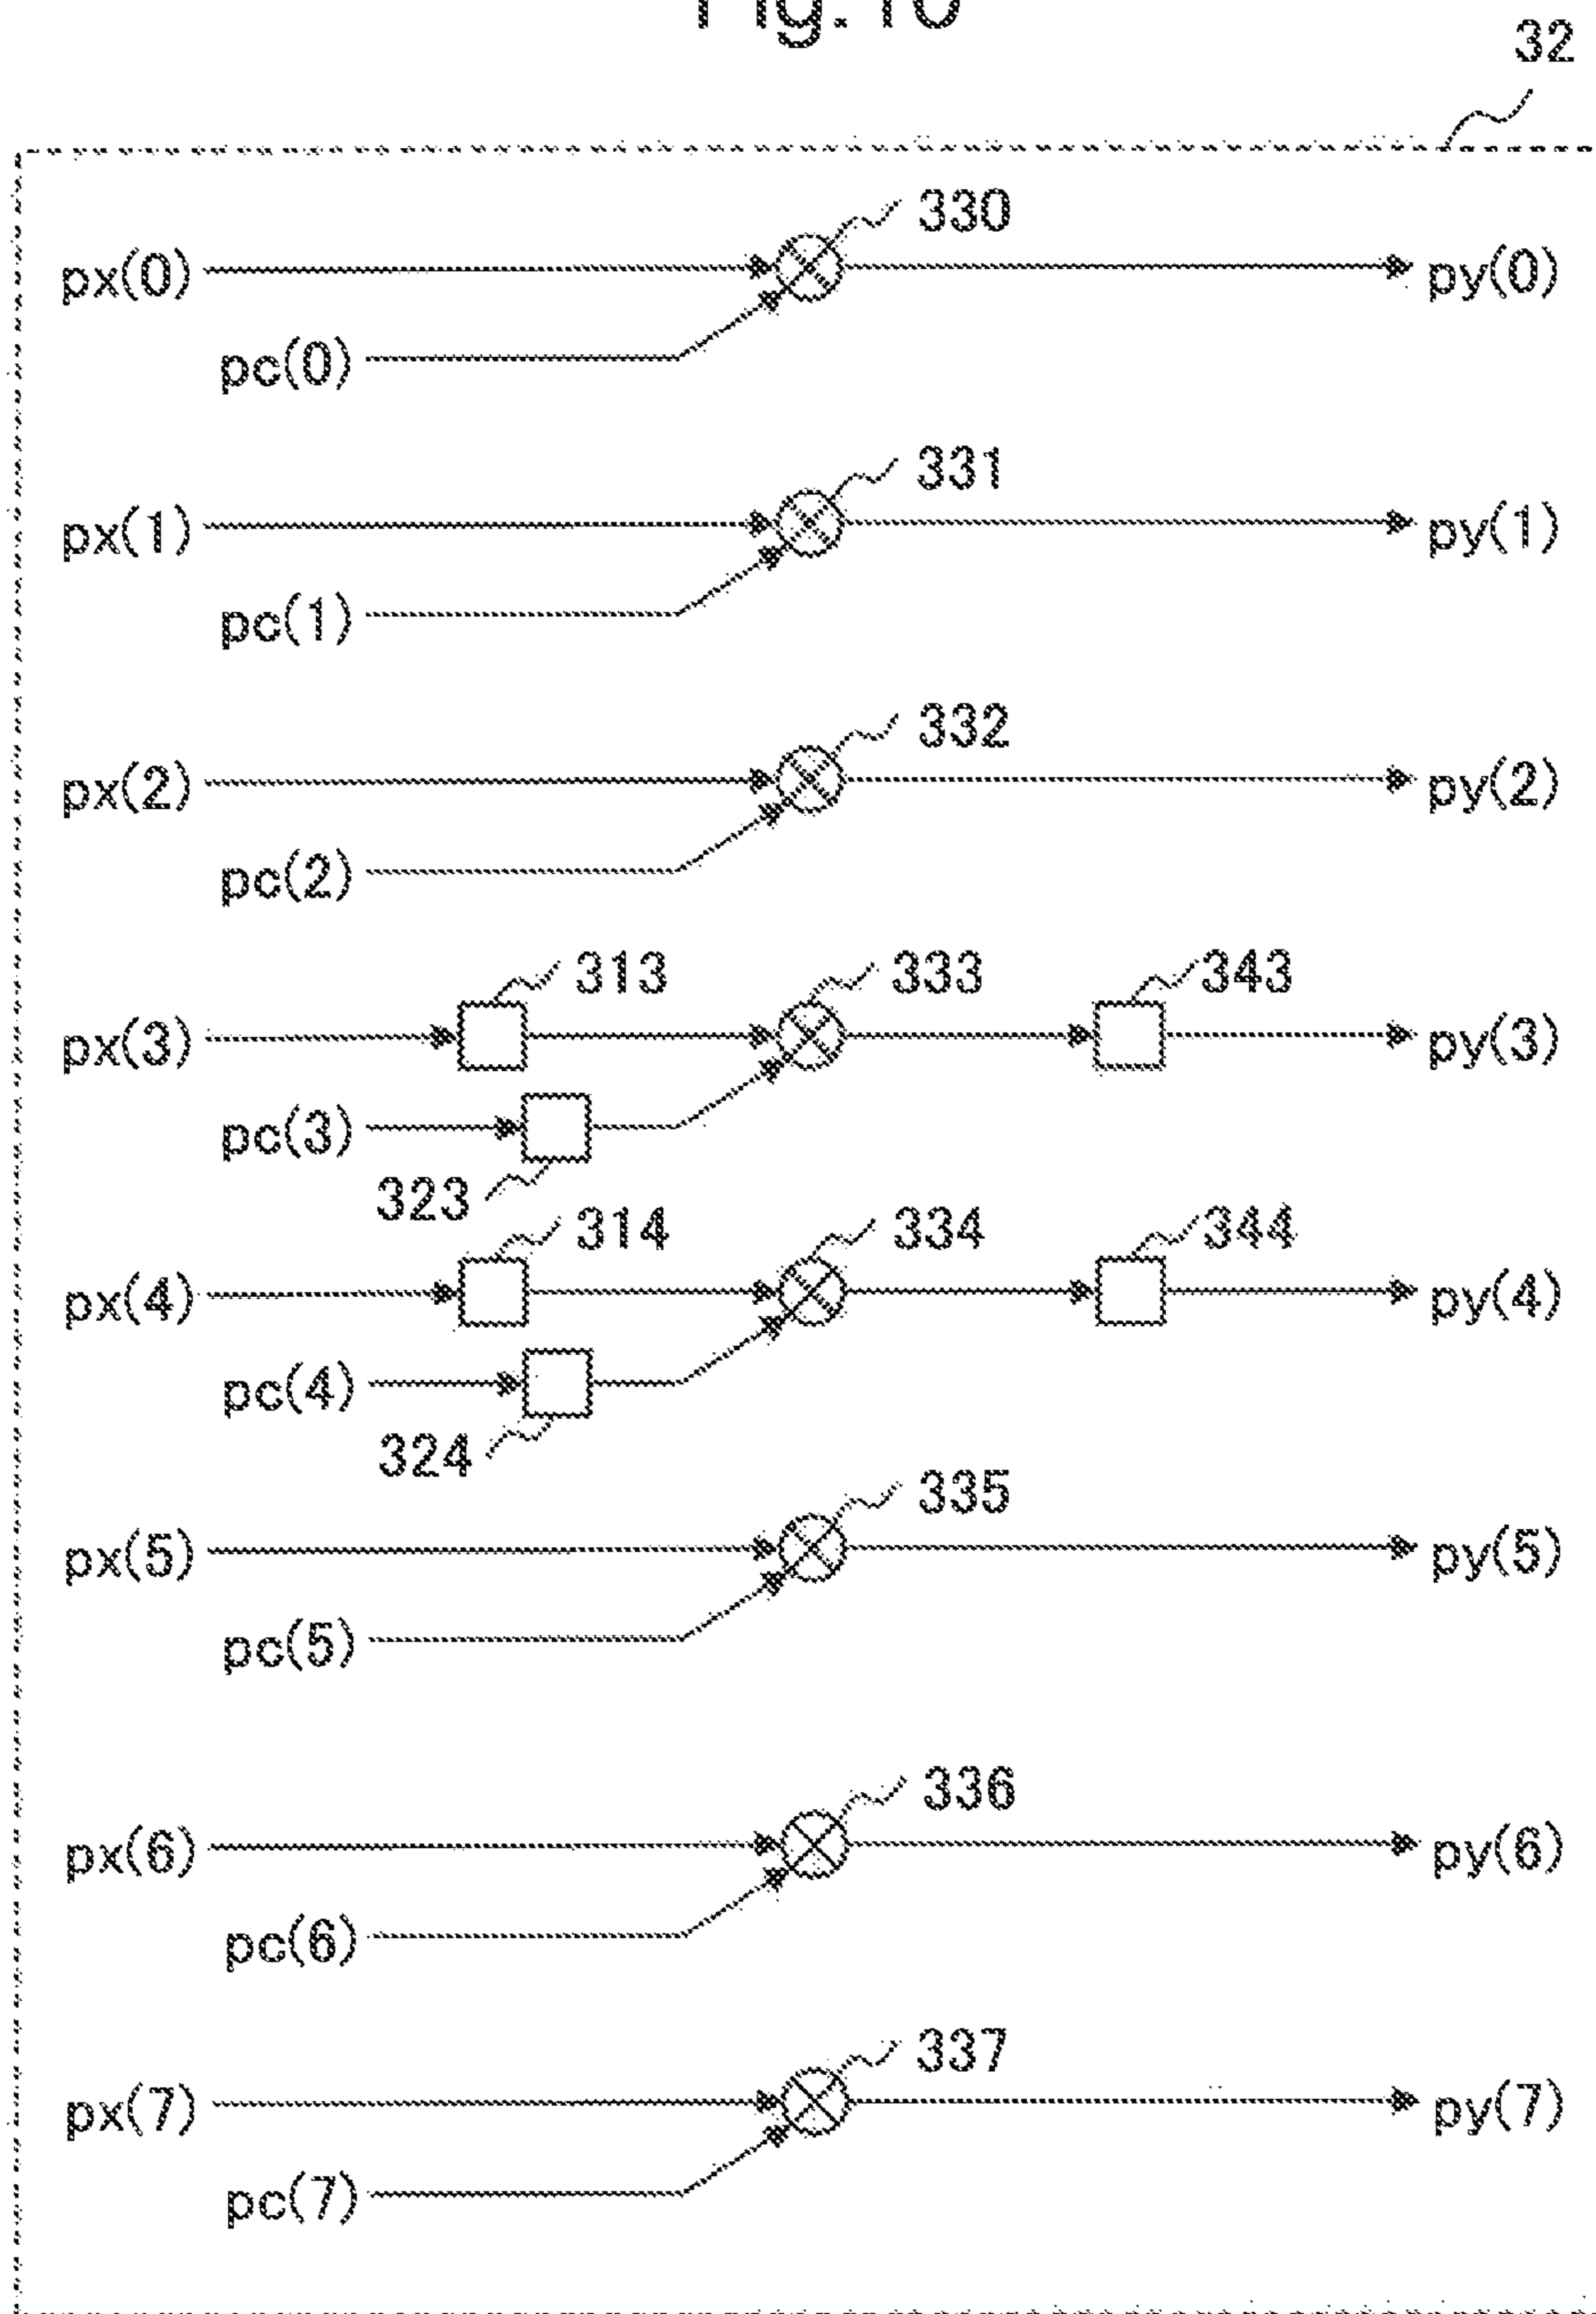 32
330
px(0)
py(0)
pc(0)
331
px(1)
py(1)
pc(1)
332
px(2)
py(2)
pc(2)
313
333
343
px(3)
py(3)
pc(3)
323
314
334
344
px(4)
py(4)
pc(4)
324
335
px(5)
py(5)
pc(5)
336
px(6)
py(6)
pc(6)
337
px(7)
py(7)
pc(7)